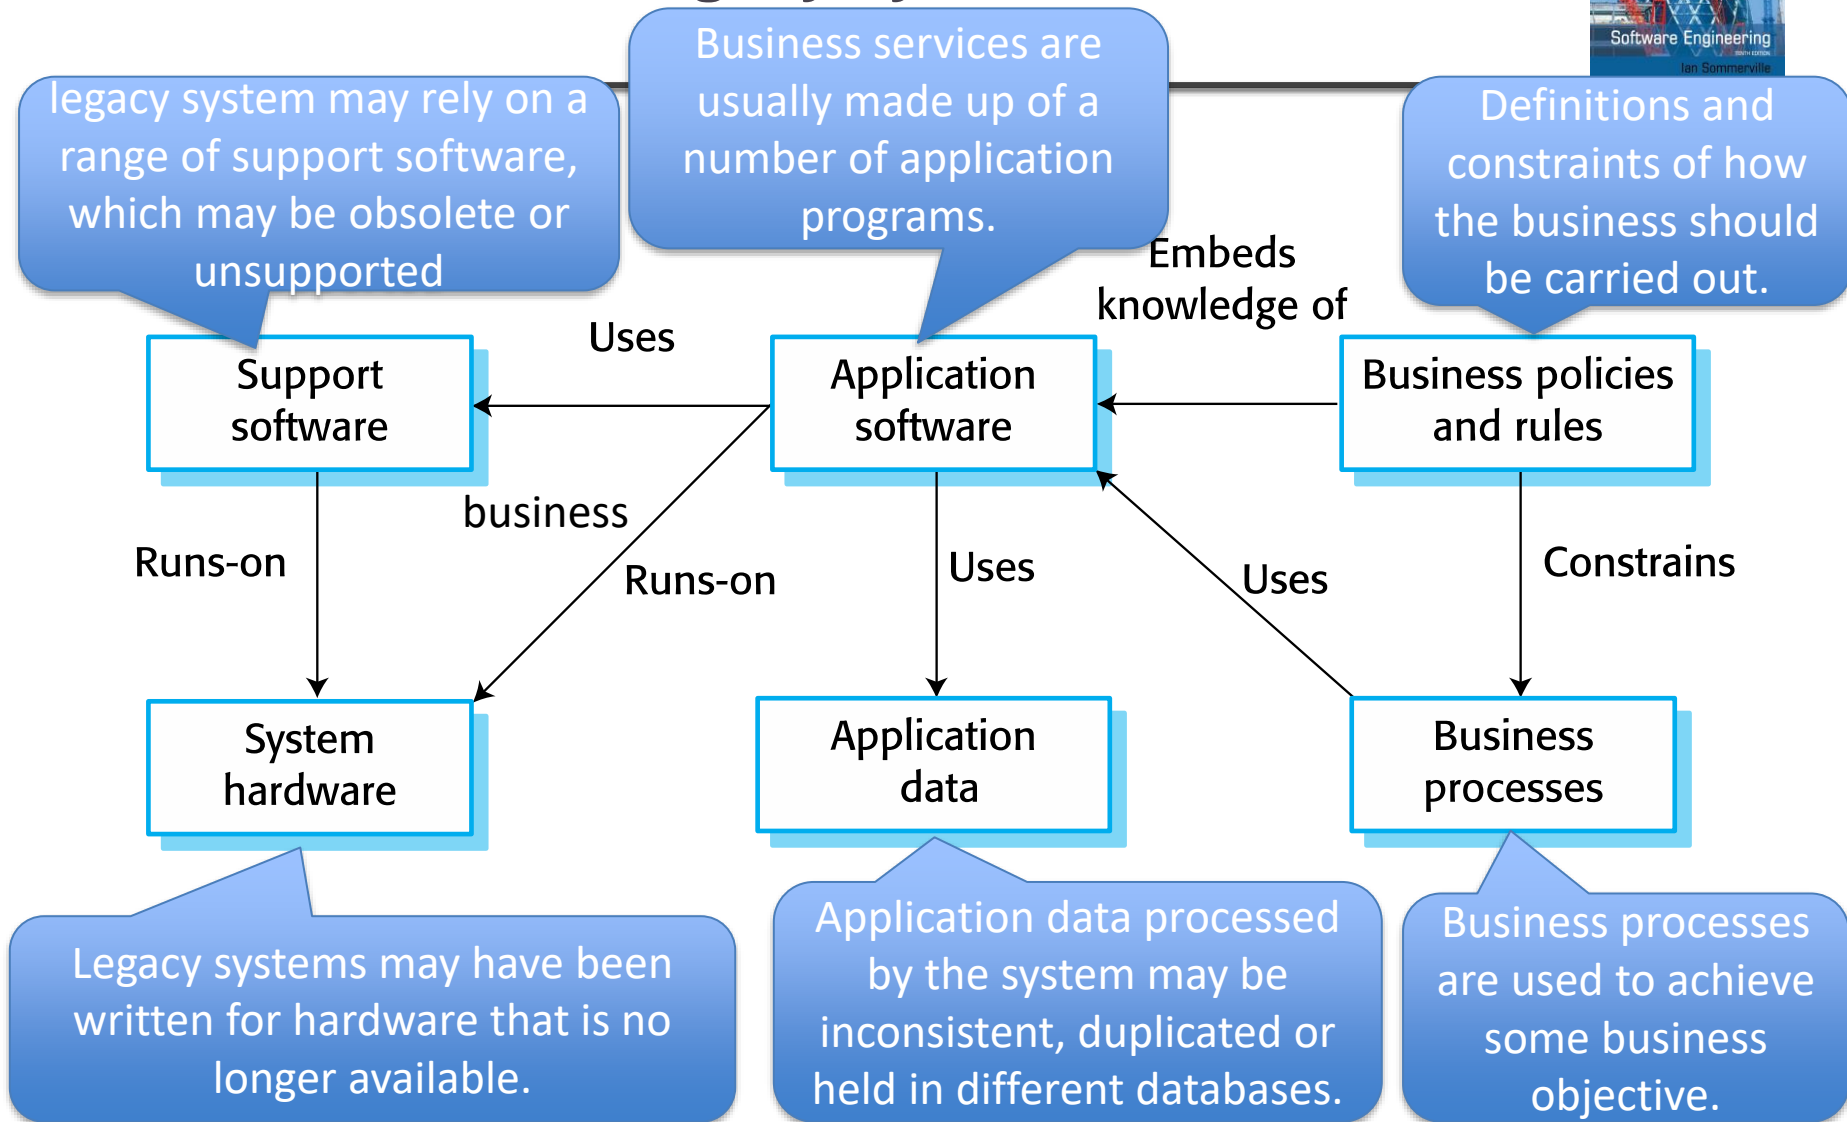 Software Engineering
TENTH EDITION
Ian Sommerville
legacy system may rely on a
range of support software,
which may be obsolete or
unsupported
Business services are
usually made up of a
number of application
programs.
Definitions and
constraints of how
the business should
be carried out.
Embeds
knowledge of
Uses
Support
software
Application
software
Business policies
and rules
business
Runs-on
Runs-on
Uses
Uses
Constrains
System
hardware
Application
data
Business
processes
Legacy systems may have been
written for hardware that is no
longer available.
Application data processed
by the system may be
inconsistent, duplicated or
held in different databases.
Business processes
are used to achieve
some business
objective.